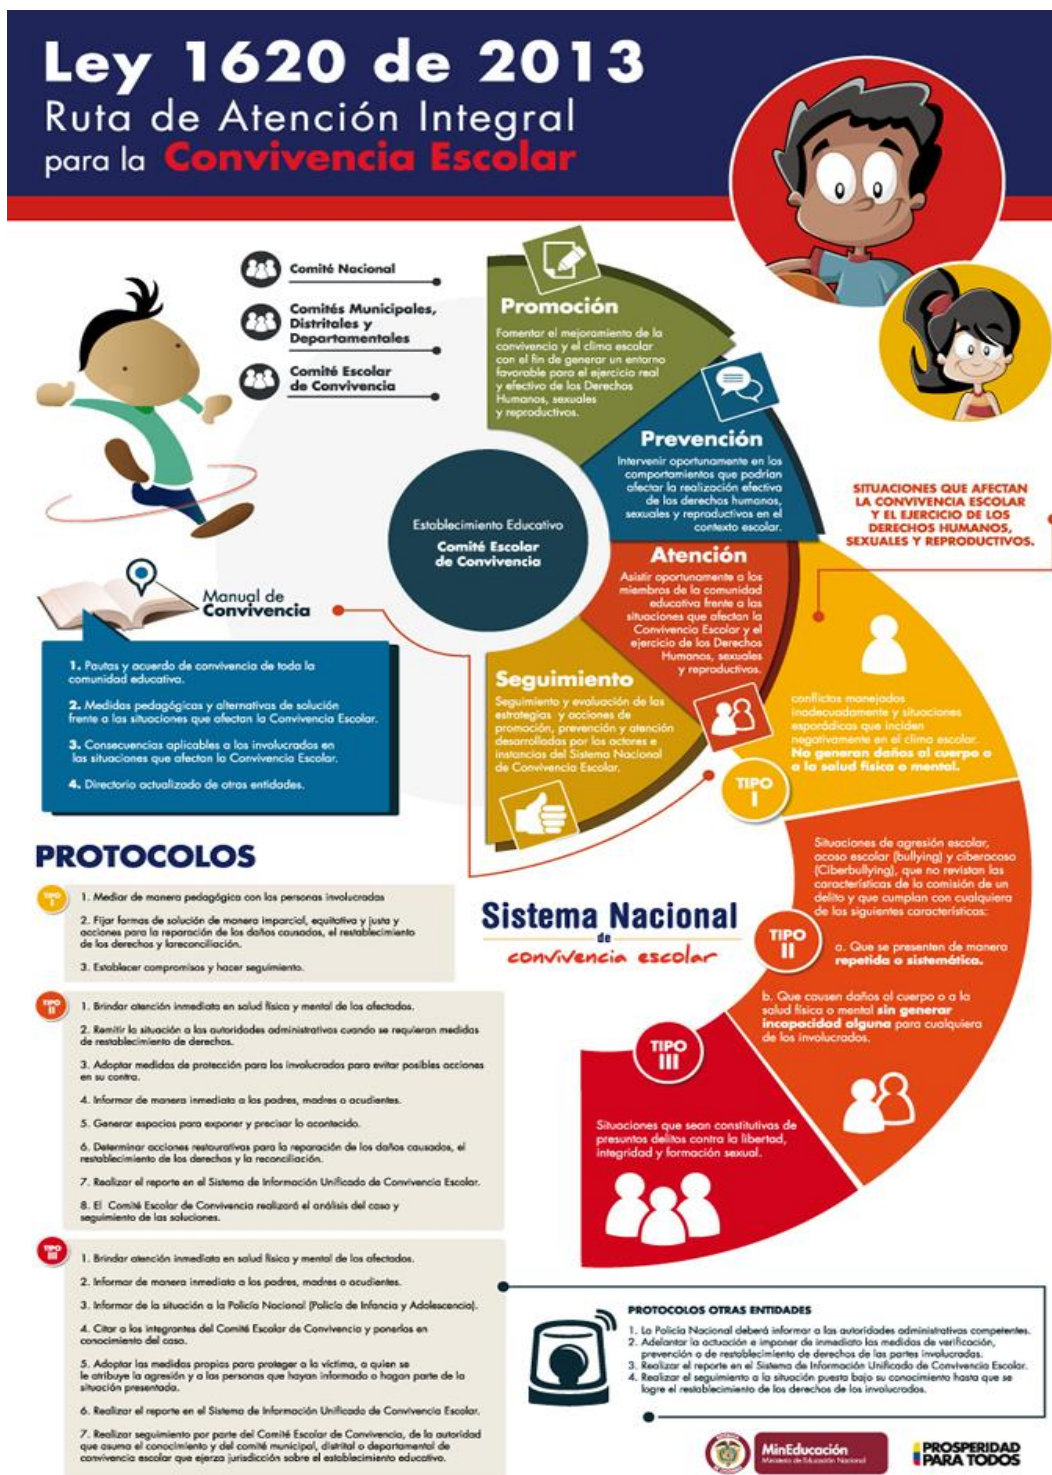 Ley 1620 de 2013
Ruta de Atención Integral
para la Convivencia Escolar
Comité Nacional
Comités Municipales,
Distritales y
Departamentales
Comité Escolar
de Convivencia
Promoción
Fomentar el mejoramiento de la
convivencia y el clima escolar
con el fin de generar un entorno
favorable para el ejercicio real
y efectivo de los Derechos
Humanos, sexuales
y reproductivos.
Prevención
Intervenir oportunamente en los
comportamientos que podrían
afectar la realización efectiva
de los derechos humanos,
sexuales y reproductivos en el
contexto escolar.
Establecimiento Educativo
Comité Escolar
de Convivencia
Atención
Asistir oportunamente a los
miembros de la comunidad
educativa frente a las
situaciones que afectan la
Convivencia Escolar y el
ejercicio de los Derechos
Humanos, sexuales
y reproductivos.
Seguimiento
Seguimiento y evaluación de las
estrategias y acciones de
promoción, prevención y atención
desarrolladas por los actores e
instancias del Sistema Nacional
de Convivencia Escolar.
SITUACIONES QUE AFECTAN
LA CONVIVENCIA ESCOLAR
Y EL EJERCICIO DE LOS
DERECHOS HUMANOS,
SEXUALES Y REPRODUCTIVOS.
Manual de
Convivencia
1. Pautas y acuerdo de convivencia de toda la
comunidad educativa.
2. Medidas pedagógicas y alternativas de solución
frente a las situaciones que afectan la Convivencia Escolar.
3. Consecuencias aplicables a los involucrados en
las situaciones que afectan la Convivencia Escolar.
4. Directorio actualizado de otras entidades.
conflictos manejados
inadecuadamente y situaciones
esporádicas que inciden
negativamente en el clima escolar.
No generan daños al cuerpo o
a la salud física o mental.
TIPO
I
Situaciones de agresión escolar,
acoso escolar (bullying) y ciberacoso
(Ciberbullying), que no revistan las
características de la comisión de un
delito y que cumplan con cualquiera
de las siguientes características:
TIPO
II
a. Que se presenten de manera
repetida o sistemática.
b. Que causen daños al cuerpo o a la
salud física o mental sin generar
incapacidad alguna para cualquiera
de los involucrados.
TIPO
III
Situaciones que sean constitutivas de
presuntos delitos contra la libertad,
integridad y formación sexual.
Sistema Nacional
de
convivencia escolar
PROTOCOLOS
TIPO
I
1. Mediar de manera pedagógica con las personas involucradas
2. Fijar formas de solución de manera imparcial, equitativa y justa y
acciones para la reparación de los daños causados, el restablecimiento
de los derechos y lareconciliación.
3. Establecer compromisos y hacer seguimiento.
TIPO
II
1. Brindar atención inmediata en salud física y mental de los afectados.
2. Remitir la situación a las autoridades administrativas cuando se requieran medidas
de restablecimiento de derechos.
3. Adoptar medidas de protección para los involucrados para evitar posibles acciones
en su contra.
4. Informar de manera inmediata a los padres, madres o acudientes.
5. Generar espacios para exponer y precisar lo acontecido.
6. Determinar acciones restaurativas para la reparación de los daños causados, el
restablecimiento de los derechos y la reconciliación.
7. Realizar el reporte en el Sistema de Información Unificado de Convivencia Escolar.
8. El Comité Escolar de Convivencia realizará el análisis del caso y
seguimiento de las soluciones.
TIPO
III
1. Brindar atención inmediata en salud física y mental de los afectados.
2. Informar de manera inmediata a los padres, madres o acudientes.
3. Informar de la situación a la Policía Nacional (Policía de Infancia y Adolescencia).
4. Citar a los integrantes del Comité Escolar de Convivencia y ponerlos en
conocimiento del caso.
5. Adoptar las medidas propias para proteger a la víctima, a quien se
le atribuye la agresión y a las personas que hayan informado o hagan parte de la
situación presentada.
6. Realizar el reporte en el Sistema de Información Unificado de Convivencia Escolar.
7. Realizar seguimiento por parte del Comité Escolar de Convivencia, de la autoridad
que asuma el conocimiento y del comité municipal, distrital o departamental de
convivencia escolar que ejerza jurisdicción sobre el establecimiento educativo.
PROTOCOLOS OTRAS ENTIDADES
1. La Policía Nacional deberá informar a las autoridades administrativas competentes.
2. Adelantar la actuación e imponer de inmediato las medidas de verificación,
prevención o de restablecimiento de derechos de las partes involucradas.
3. Realizar el reporte en el Sistema de Información Unificado de Convivencia Escolar.
4. Realizar el seguimiento a la situación puesta bajo su conocimiento hasta que se
logre el restablecimiento de los derechos de los involucrados.
MinEducación
Ministerio de Educación Nacional
PROSPERIDAD
PARA TODOS